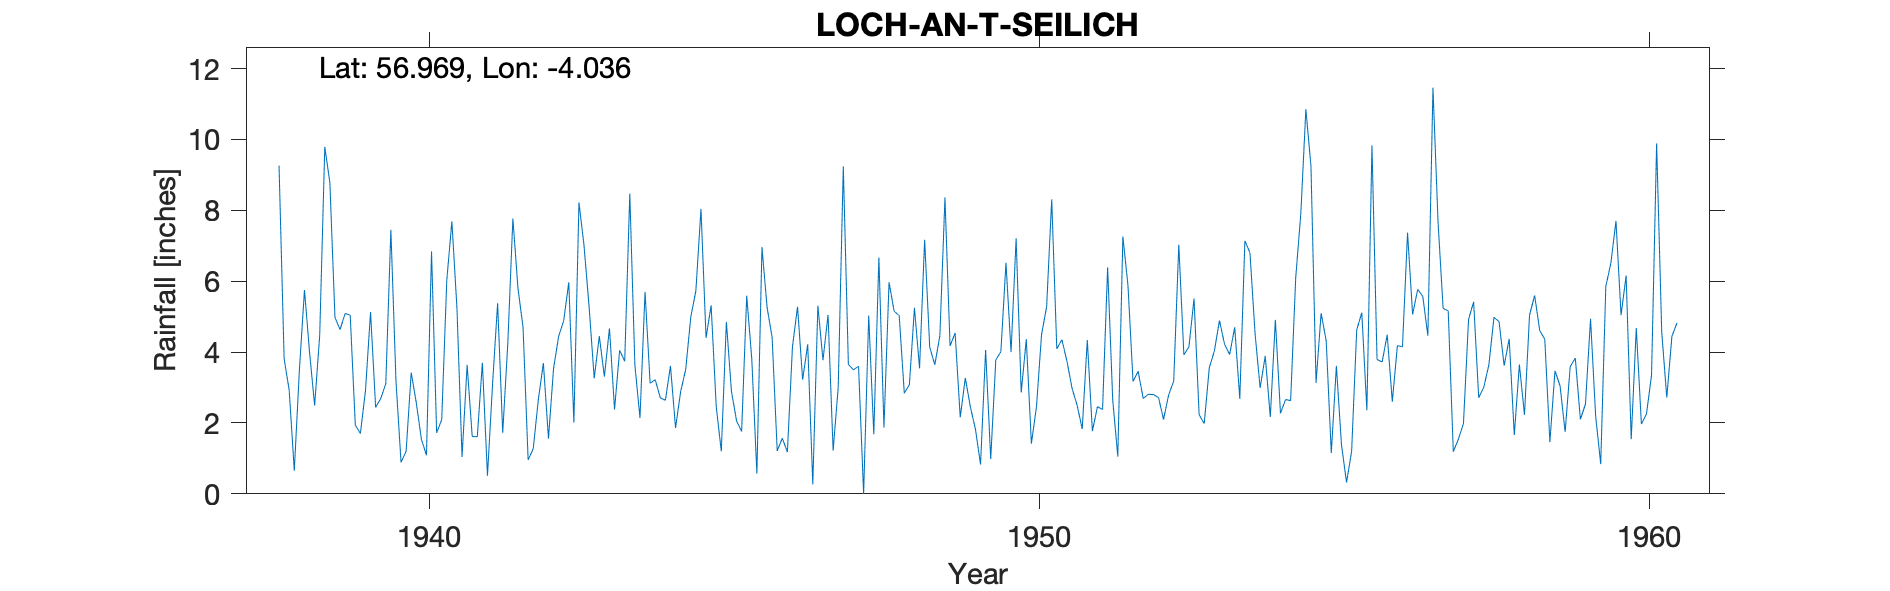 LOCH-AN-T-SEILICH
Lat: 56.969, Lon: -4.036
12
10
8
6
4
2
0
Rainfall [inches]
1940
1950
1960
Year